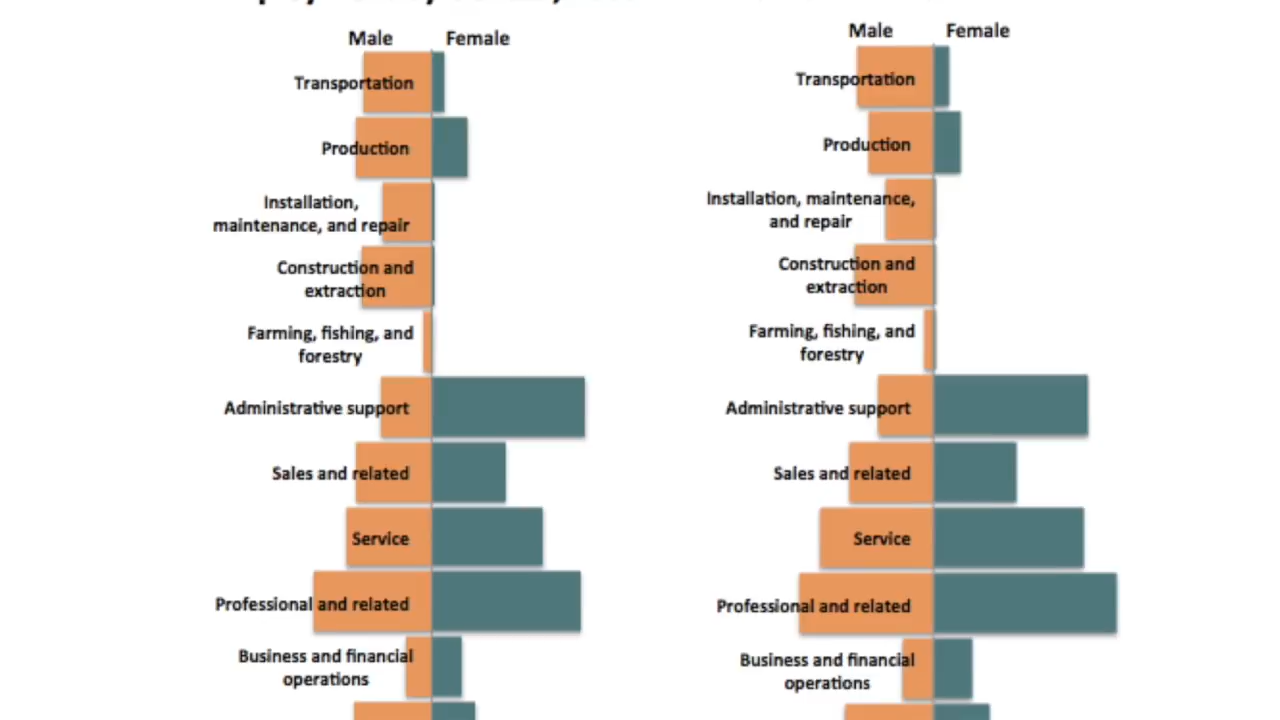 Male Female
Transportation
Production
Installation,
maintenance, and repair
Construction and
extraction
Farming, fishing, and
forestry
Administrative support
Sales and related
Service
Professional and related
Business and financial
operations
Male Female
Transportation
Production
Installation, maintenance,
and repair
Construction and
extraction
Farming, fishing, and
forestry
Administrative support
Sales and related
Service
Professional and related
Business and financial
operations